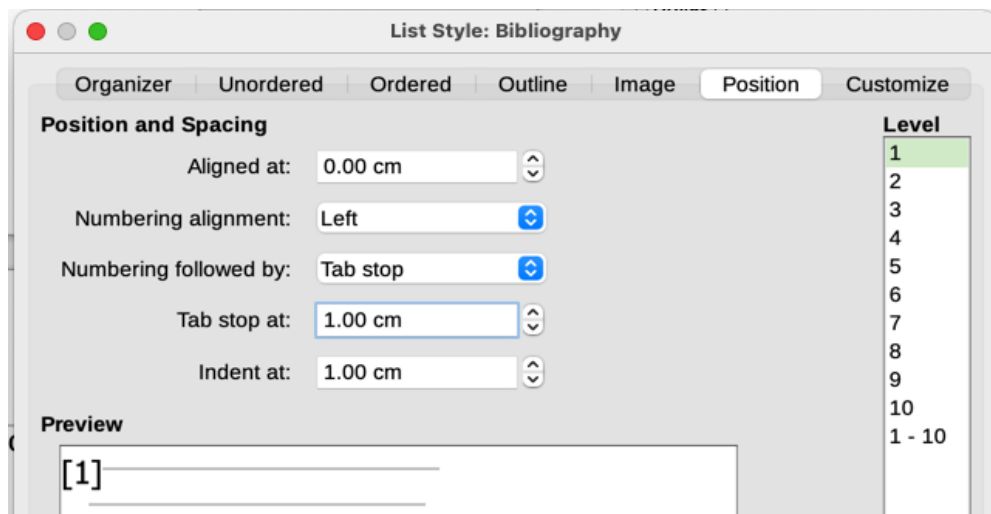 List Style: Bibliography
Organizer Unordered Ordered Outline Image Position Customize
Position and Spacing
Aligned at: 0.00 cm
Numbering alignment: Left
Numbering followed by: Tab stop
Tab stop at: 1.00 cm
Indent at: 1.00 cm
Preview
[1]
Level
1
2
3
4
5
6
7
8
9
10
1 - 10